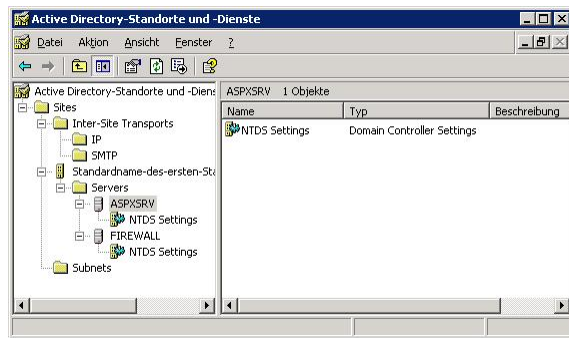 Active Directory-Standorte und -Dienste
Datei Aktion Ansicht Fenster ?
Active Directory-Standorte und -Diens
Sites
Inter-Site Transports
IP
SMTP
Standardname-des-ersten-Sta
Servers
ASPXSRV
NTDS Settings
FIREWALL
NTDS Settings
Subnets
ASPXSRV 1 Objekte
Name Typ Beschreibung
NTDS Settings Domain Controller Settings